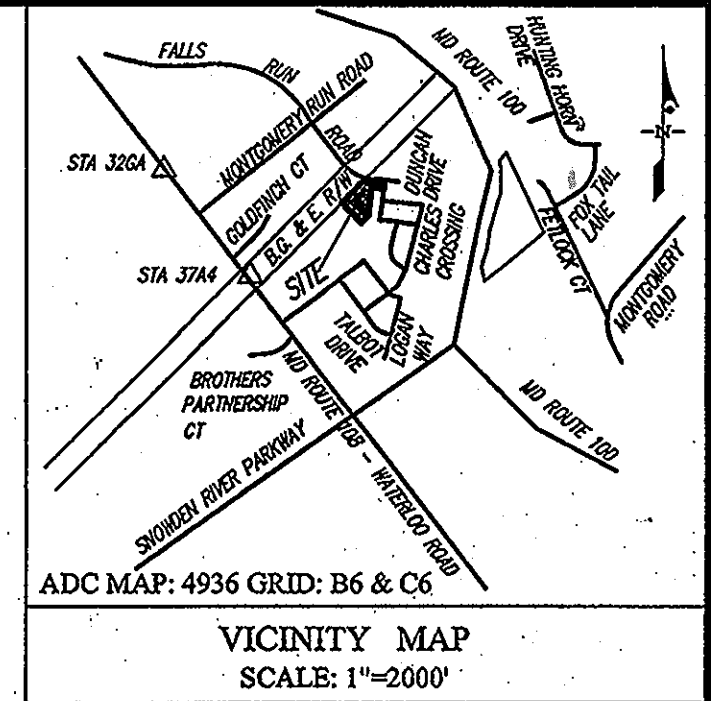 FALLS
RUN
ROAD
MONTGOMERY RUN ROAD
MD ROUTE 100
HUNTING HORN
DRIVE
-N-
STA 32GA
GOLDFINCH CT
B.G. & E. R/W
DUNCAN
DRIVE
CHARLES
CROSSING
FOX TAIL
LANE
FETLOCK CT
MONTGOMERY
ROAD
STA 37A4
SITE
TALBOT
DRIVE
LOGAN
WAY
BROTHERS
PARTNERSHIP
CT
MD ROUTE 108 - WATERLOO ROAD
MD ROUTE 100
SNOWDEN RIVER PARKWAY
ADC MAP: 4936 GRID: B6 & C6
VICINITY MAP
SCALE: 1"=2000'